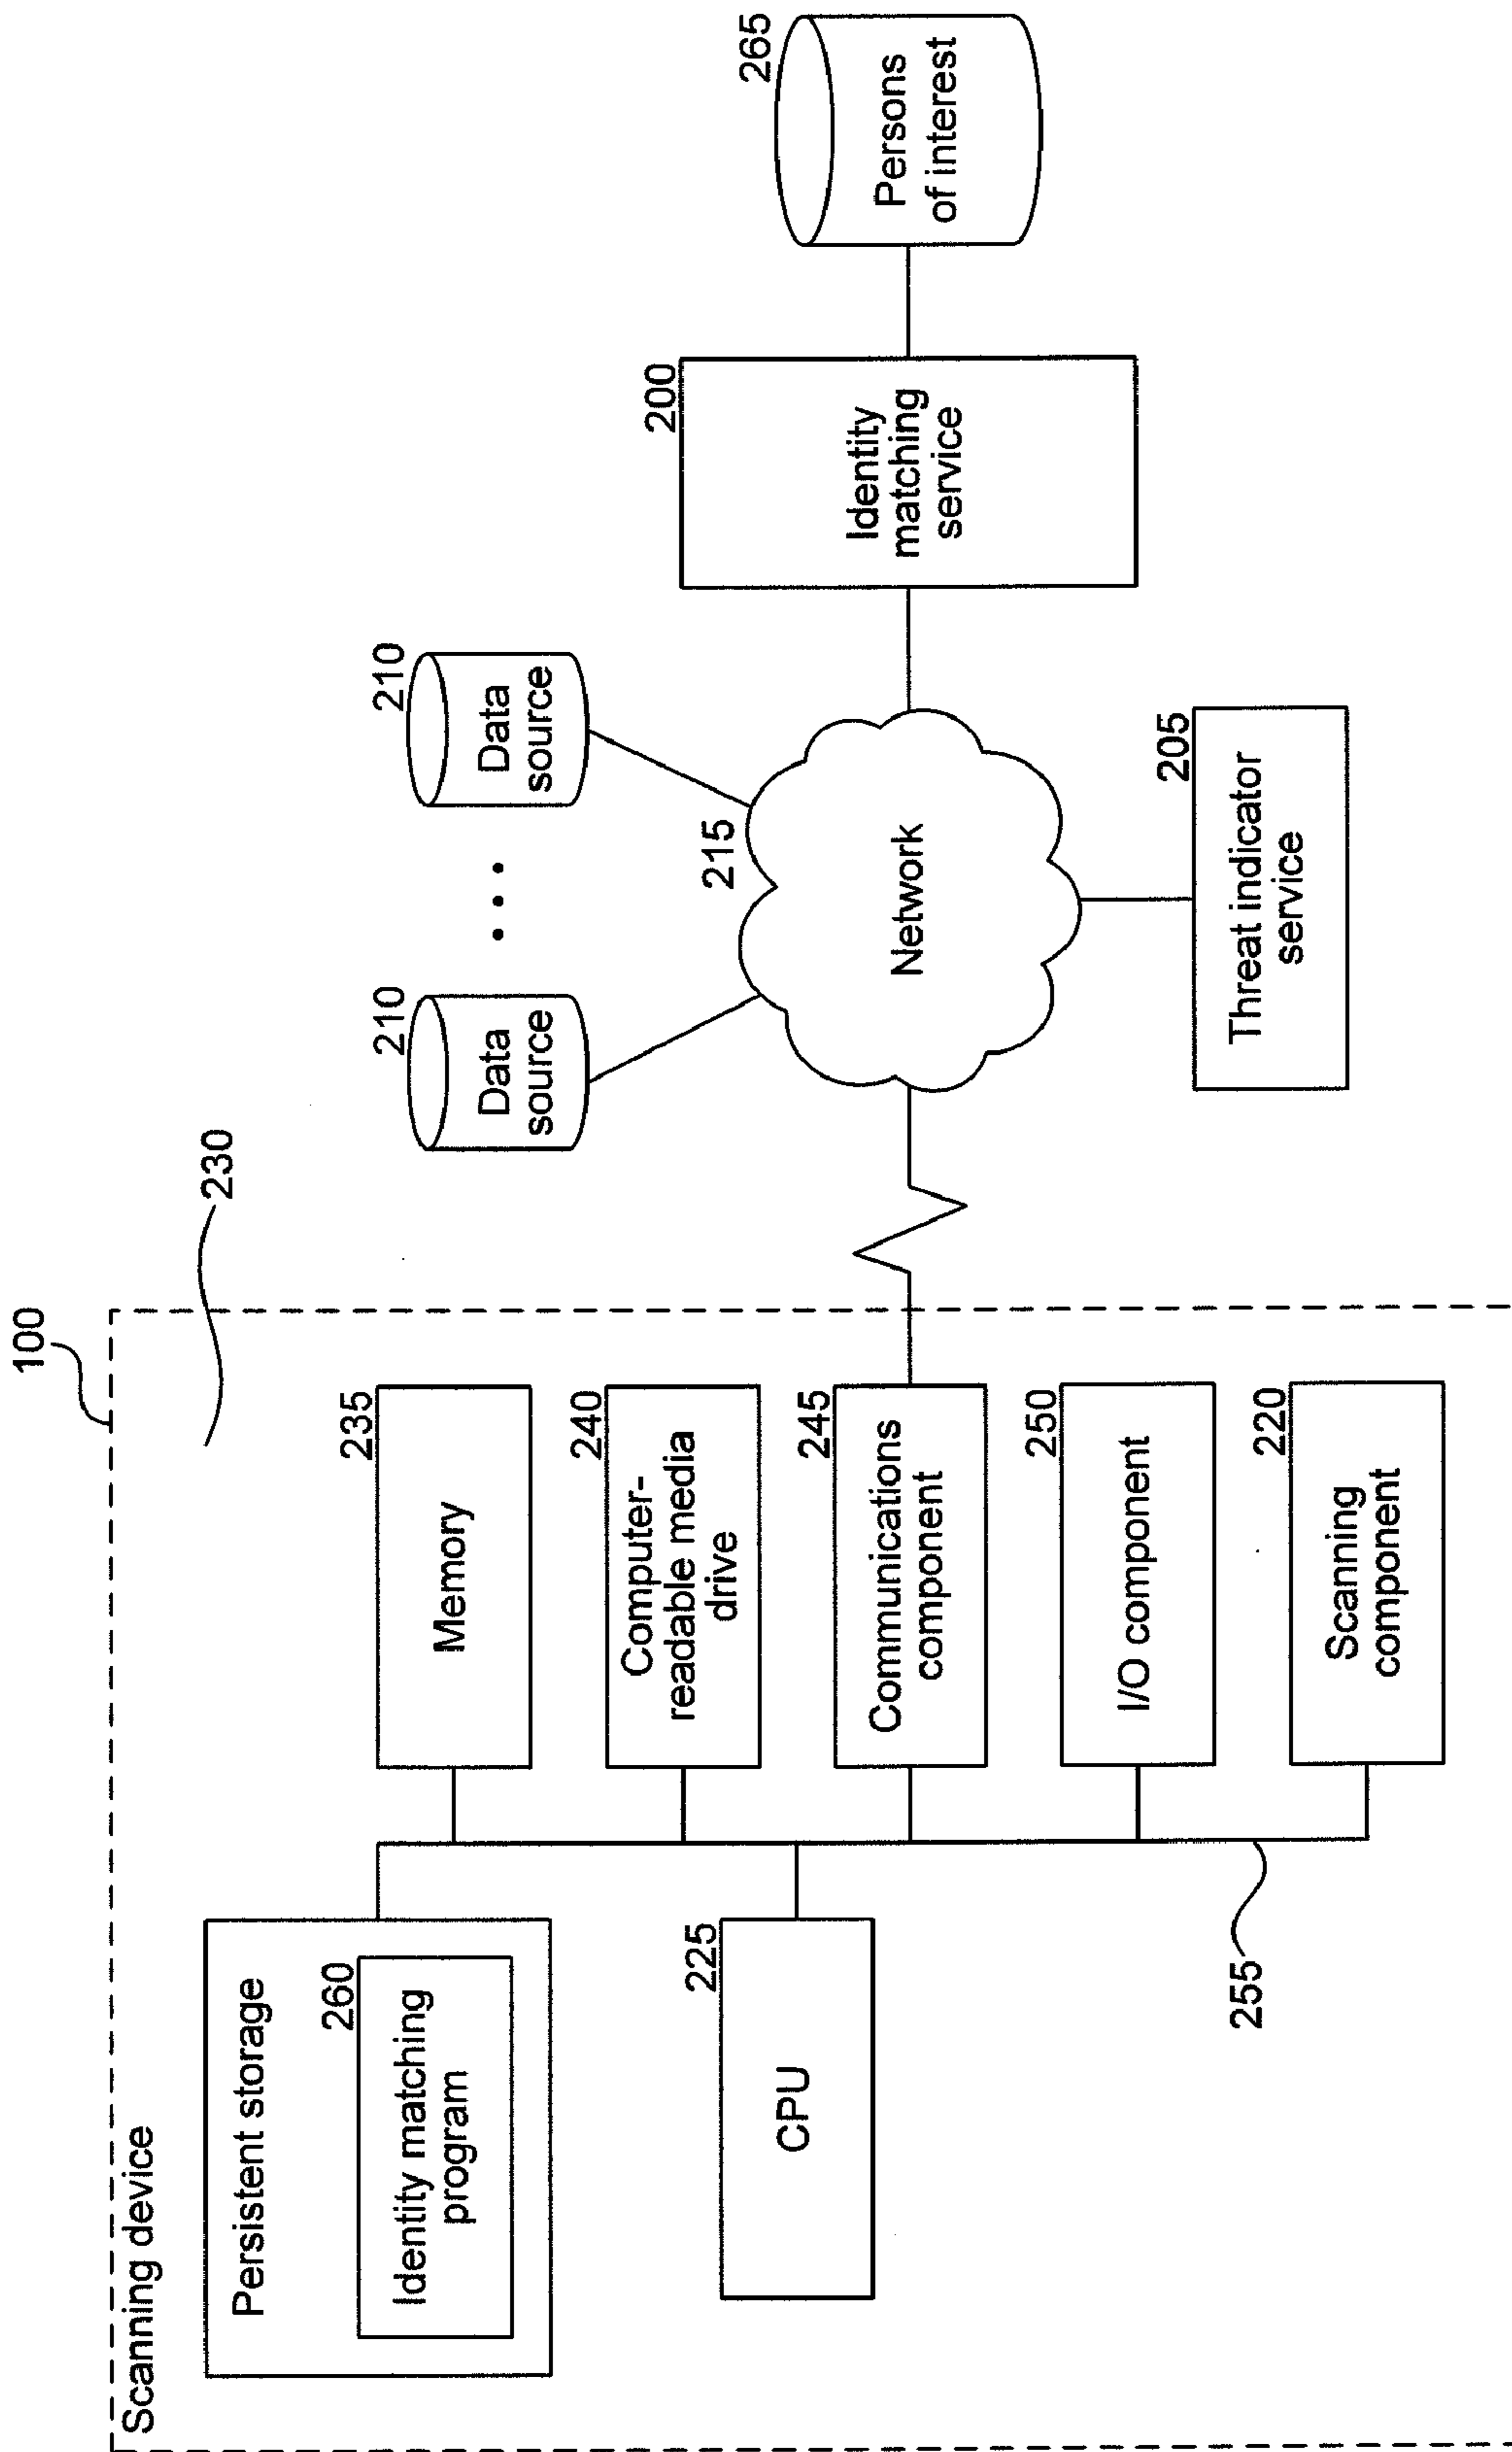 Scanning device
100
230
Persistent storage
260
Identity matching
program
225
CPU
255
235
Memory
240
Computer-
readable media
drive
245
Communications
component
250
I/O component
220
Scanning
component
210
Data
source
210
Data
source
215
Network
205
Threat indicator
service
200
Identity
matching
service
265
Persons
of interest